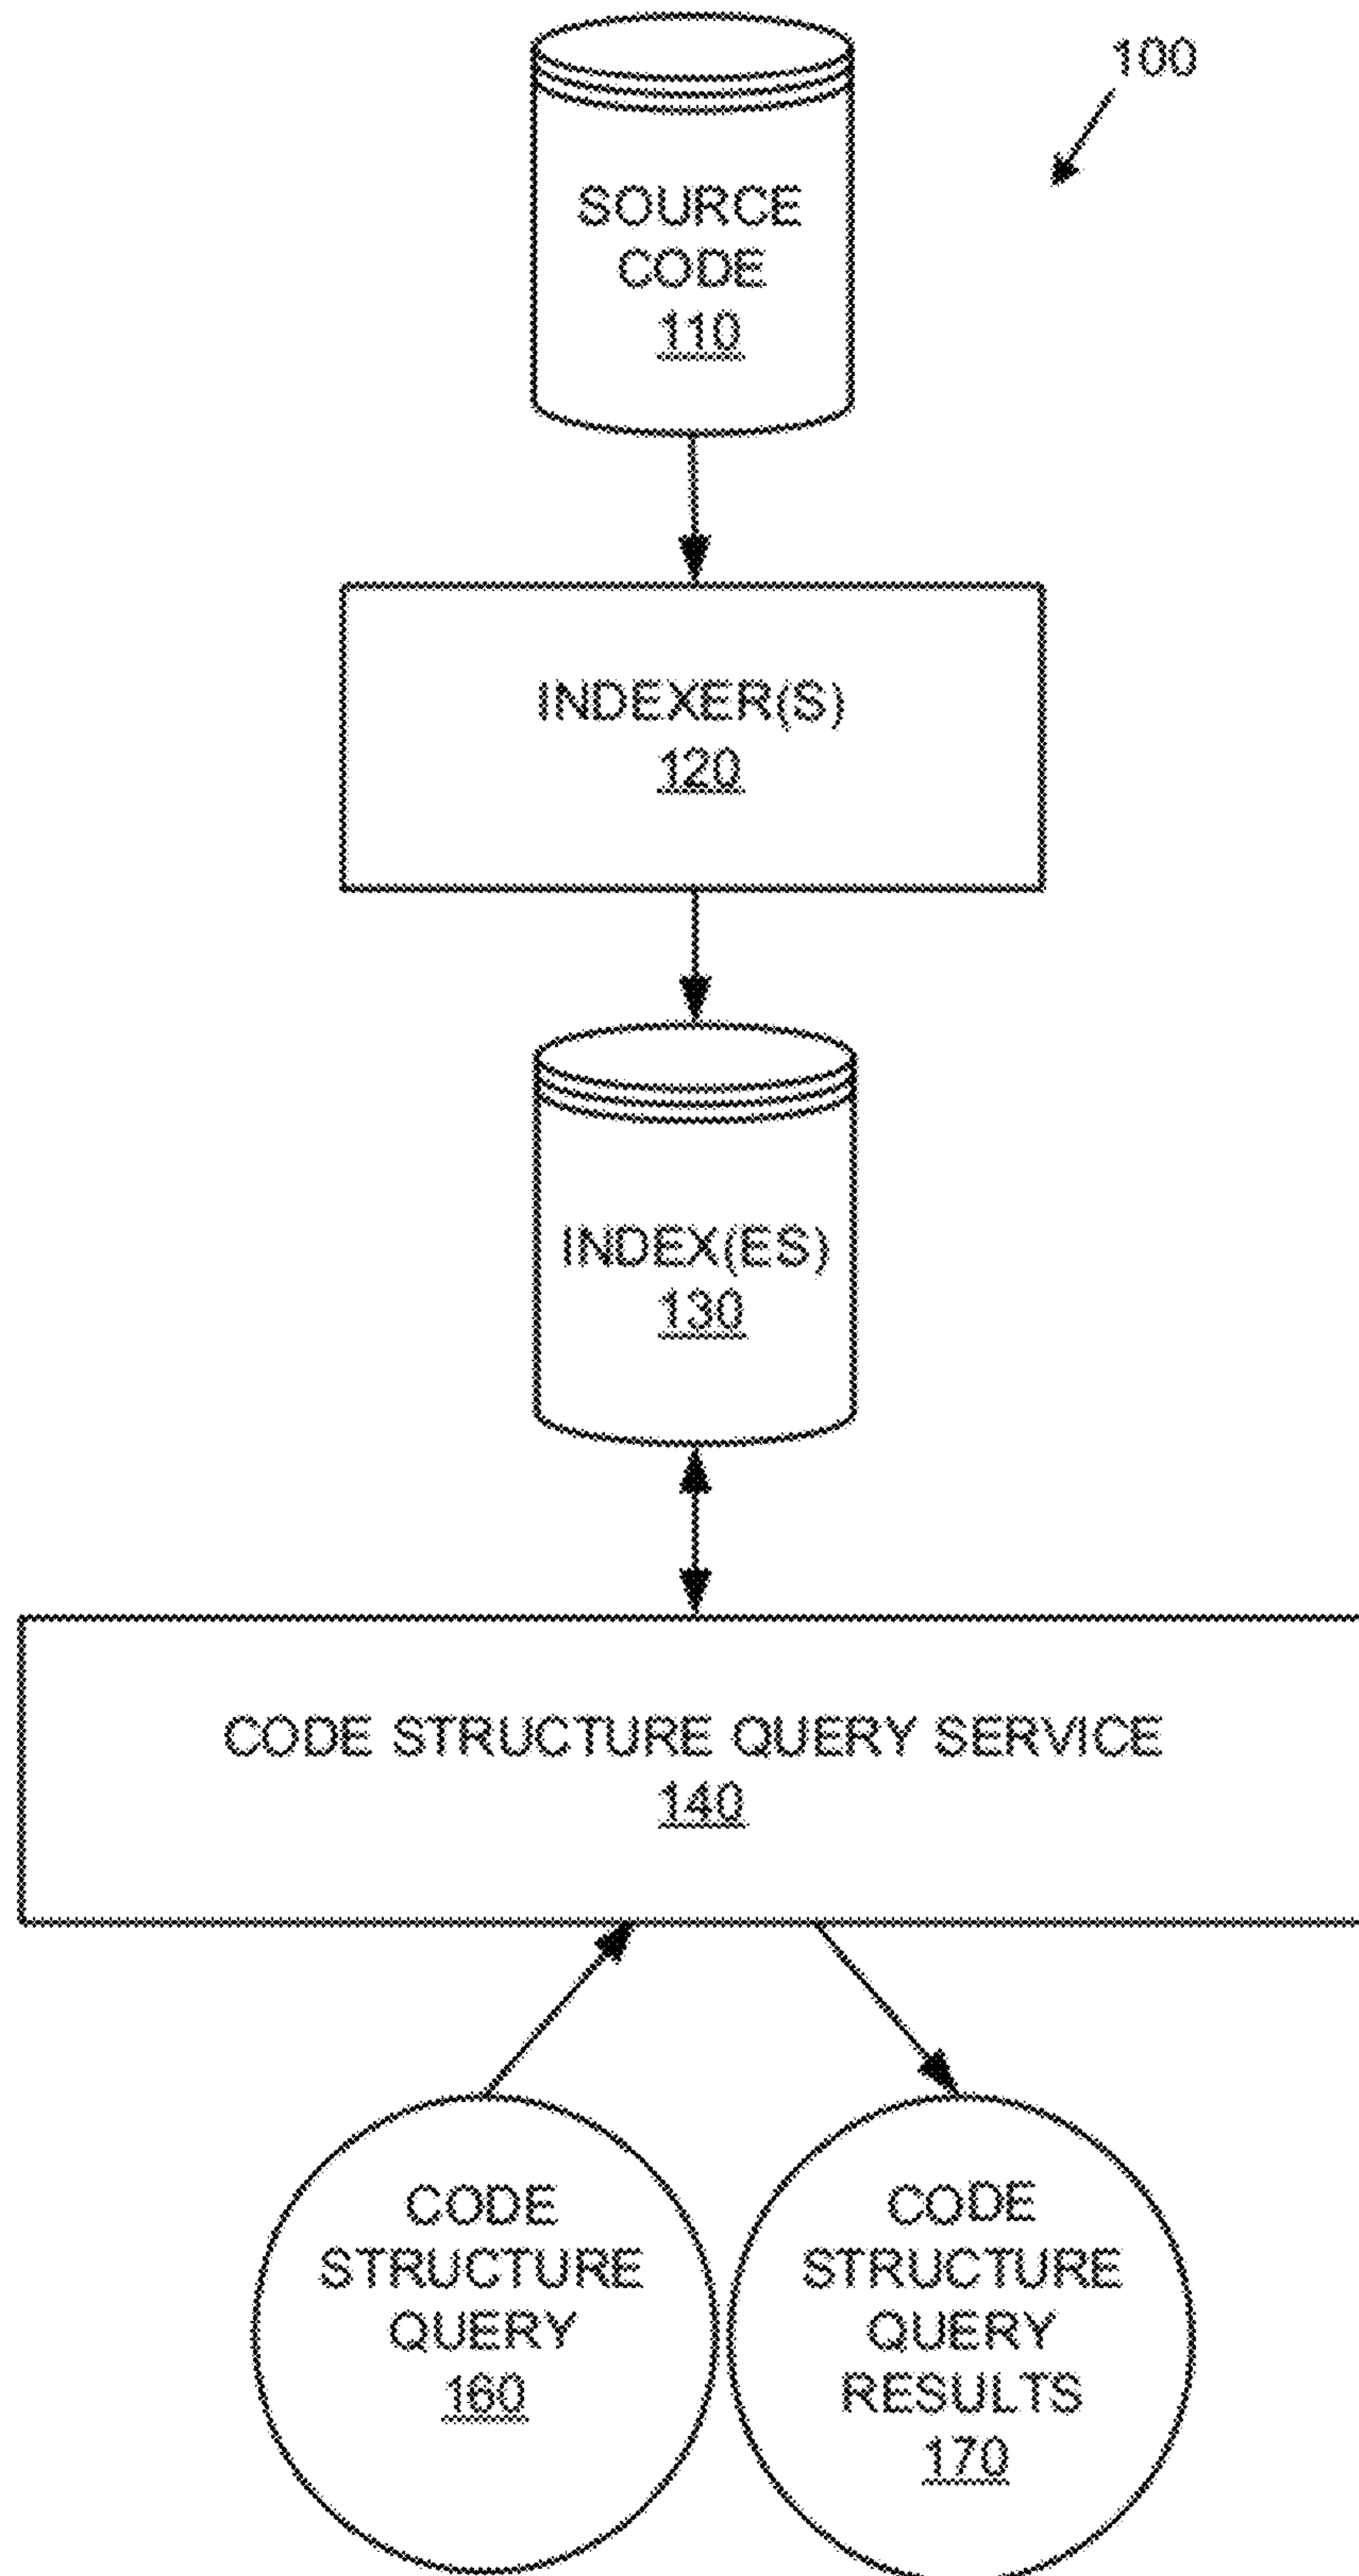 100
SOURCE
CODE
110
INDEXER(S)
120
INDEX(ES)
130
CODE STRUCTURE QUERY SERVICE
140
CODE
STRUCTURE
QUERY
160
CODE
STRUCTURE
QUERY
RESULTS
170